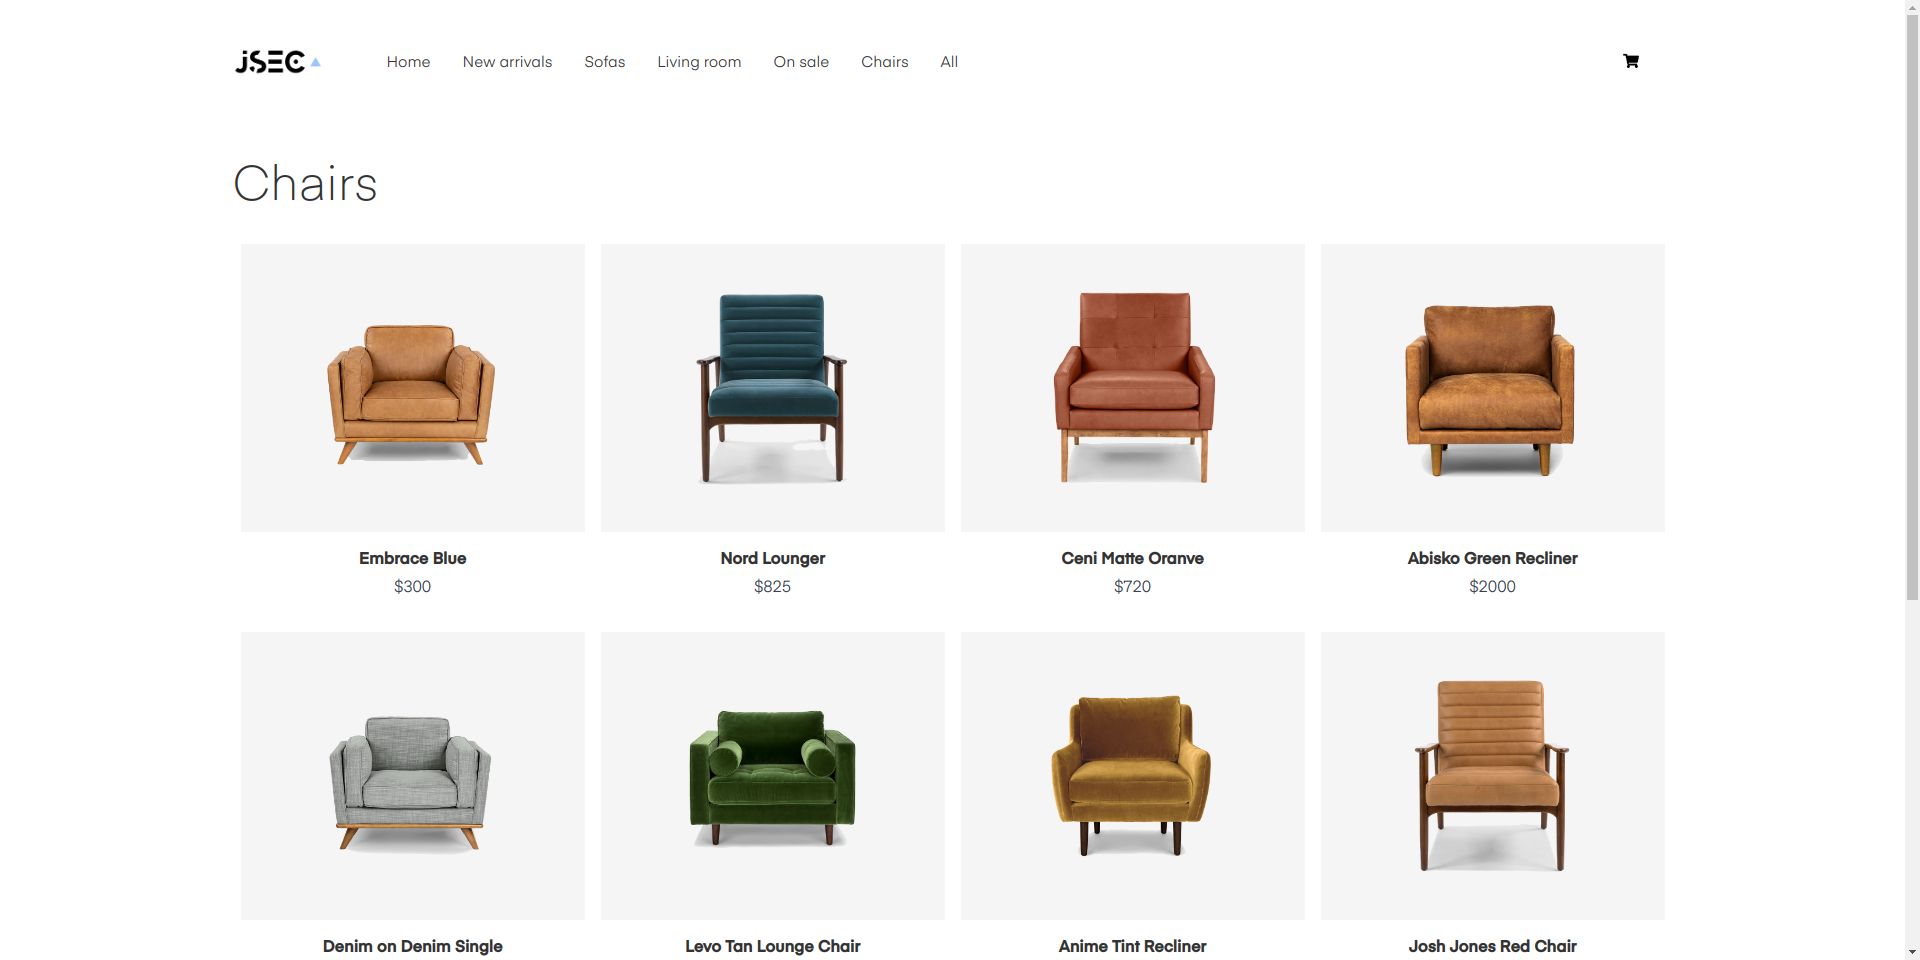 JSEC
Home New arrivals Sofas Living room On sale Chairs All
Chairs
Embrace Blue Nord Lounger Ceni Matte Oranve Abisko Green Recliner
$300 $825 $720 $2000
Denim on Denim Single Levo Tan Lounge Chair Anime Tint Recliner Josh Jones Red Chair